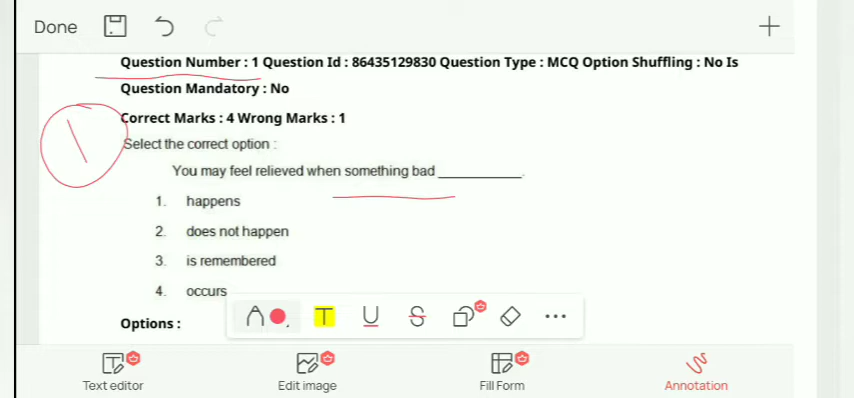 Done
Question Number : 1 Question Id : 86435129830 Question Type : MCQ Option Shuffling : No Is
Question Mandatory : No
Correct Marks : 4 Wrong Marks : 1
Select the correct option :
You may feel relieved when something bad ____________.
1. happens
2. does not happen
3. is remembered
4. occurs
Options :
Text editor
Edit image
Fill Form
Annotation